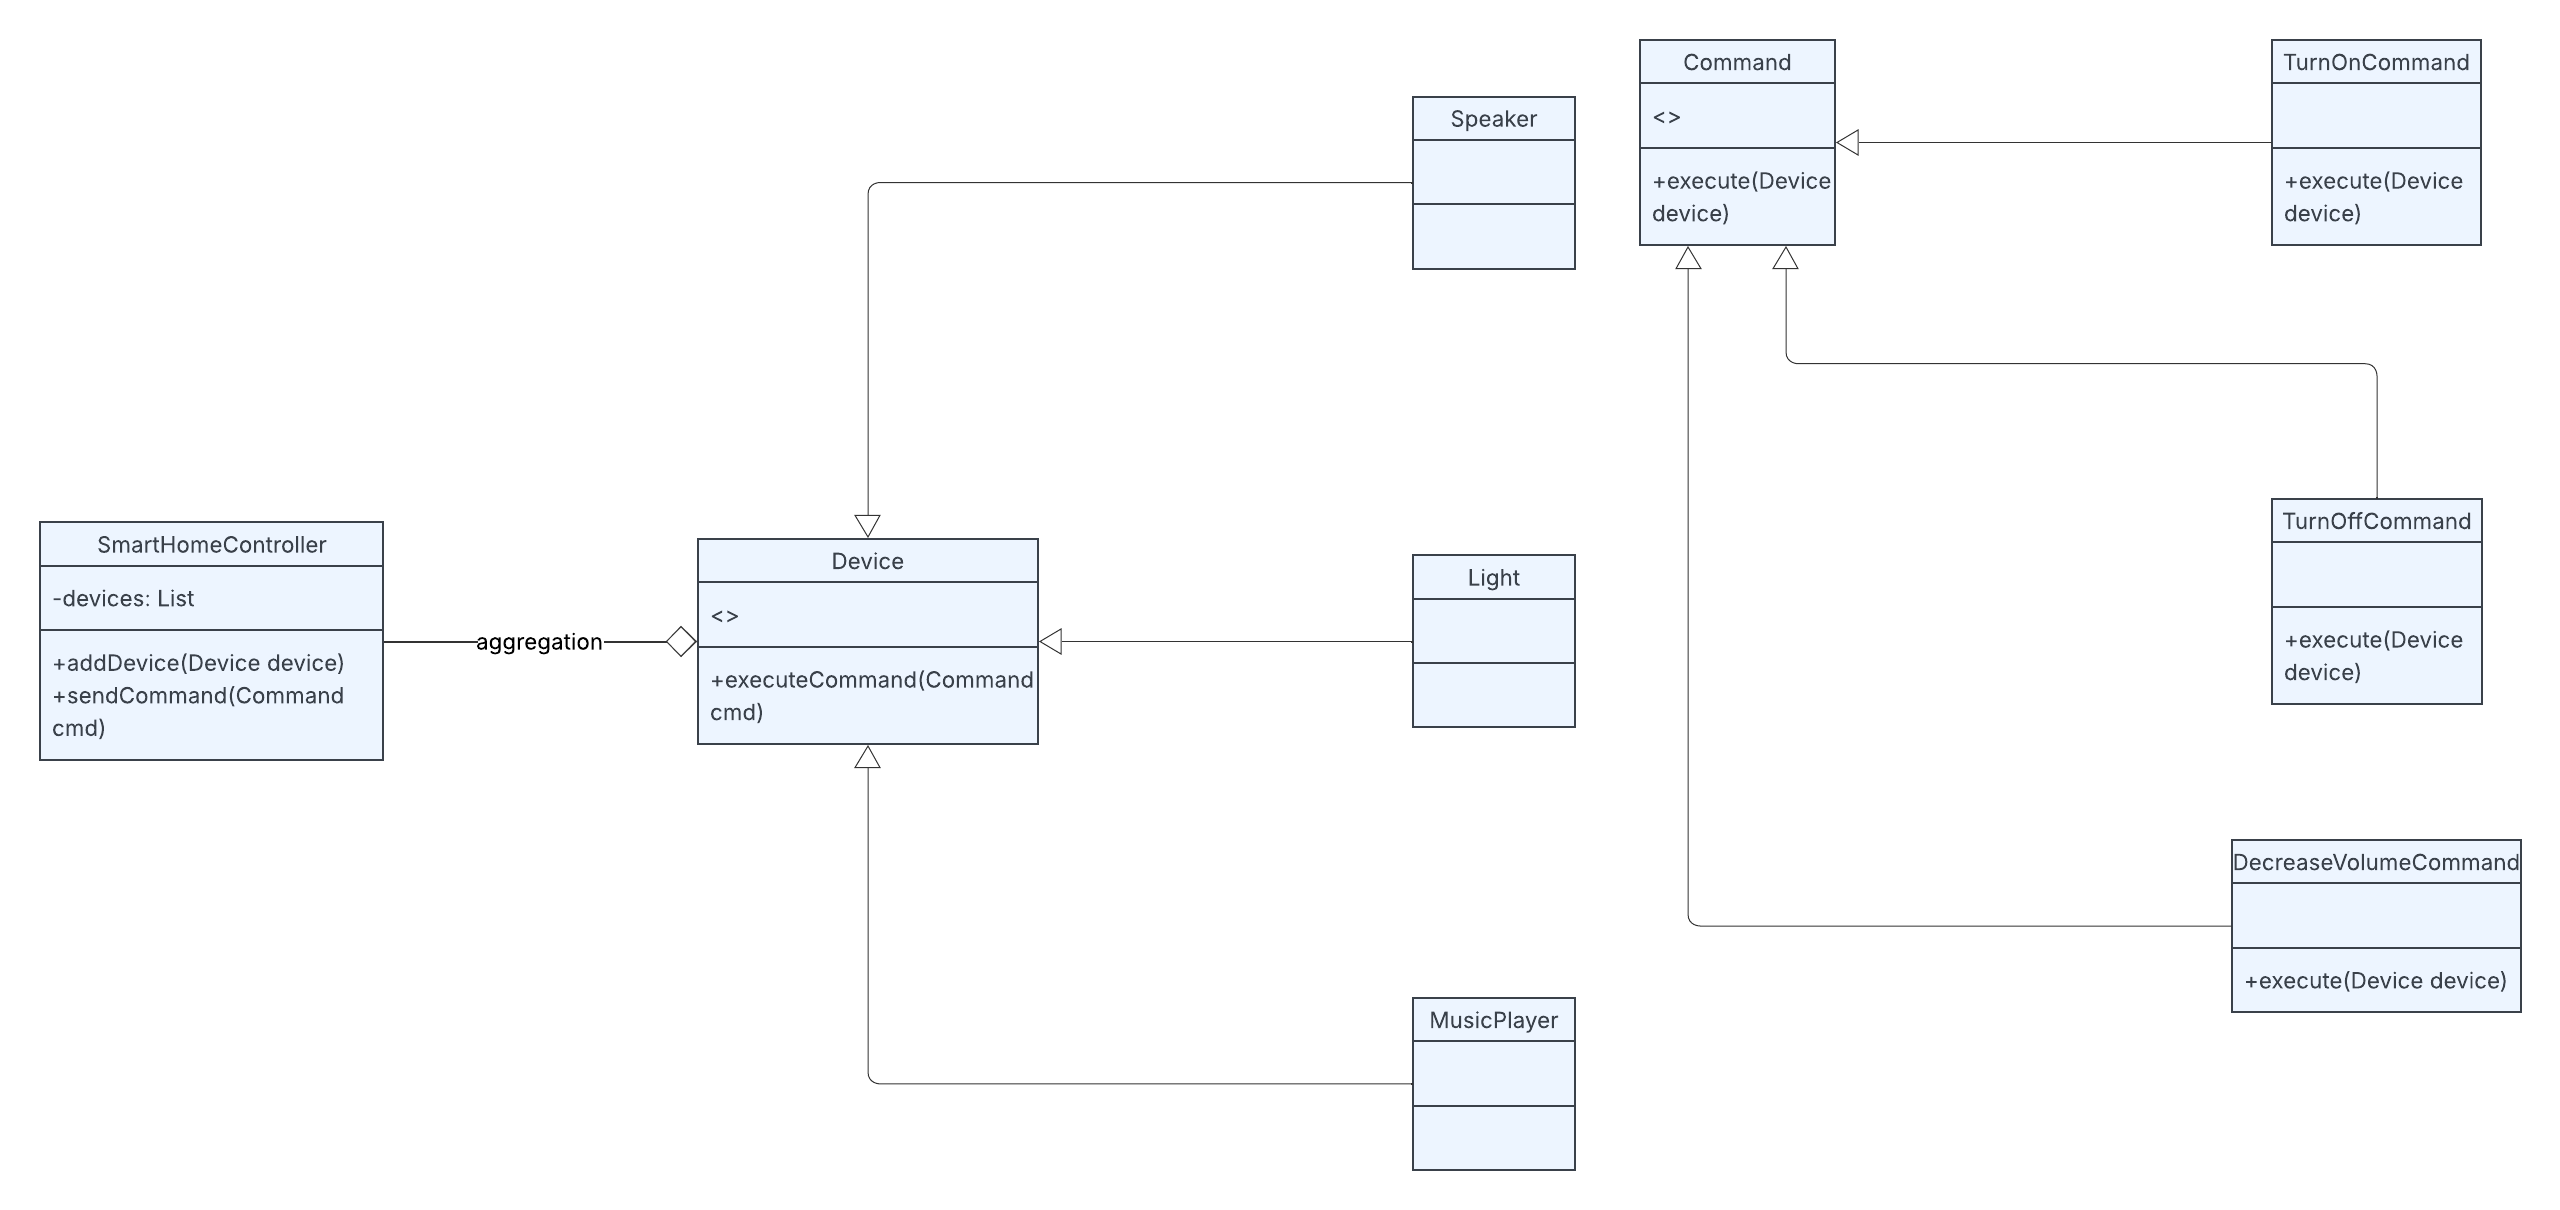 SmartHomeController
-devices: List
+addDevice(Device device)
+sendCommand(Command
cmd)
aggregation
Device
<>
+executeCommand(Command
cmd)
Speaker
Light
MusicPlayer
Command
<>
+execute(Device
device)
TurnOnCommand
+execute(Device
device)
TurnOffCommand
+execute(Device
device)
DecreaseVolumeCommand
+execute(Device device)